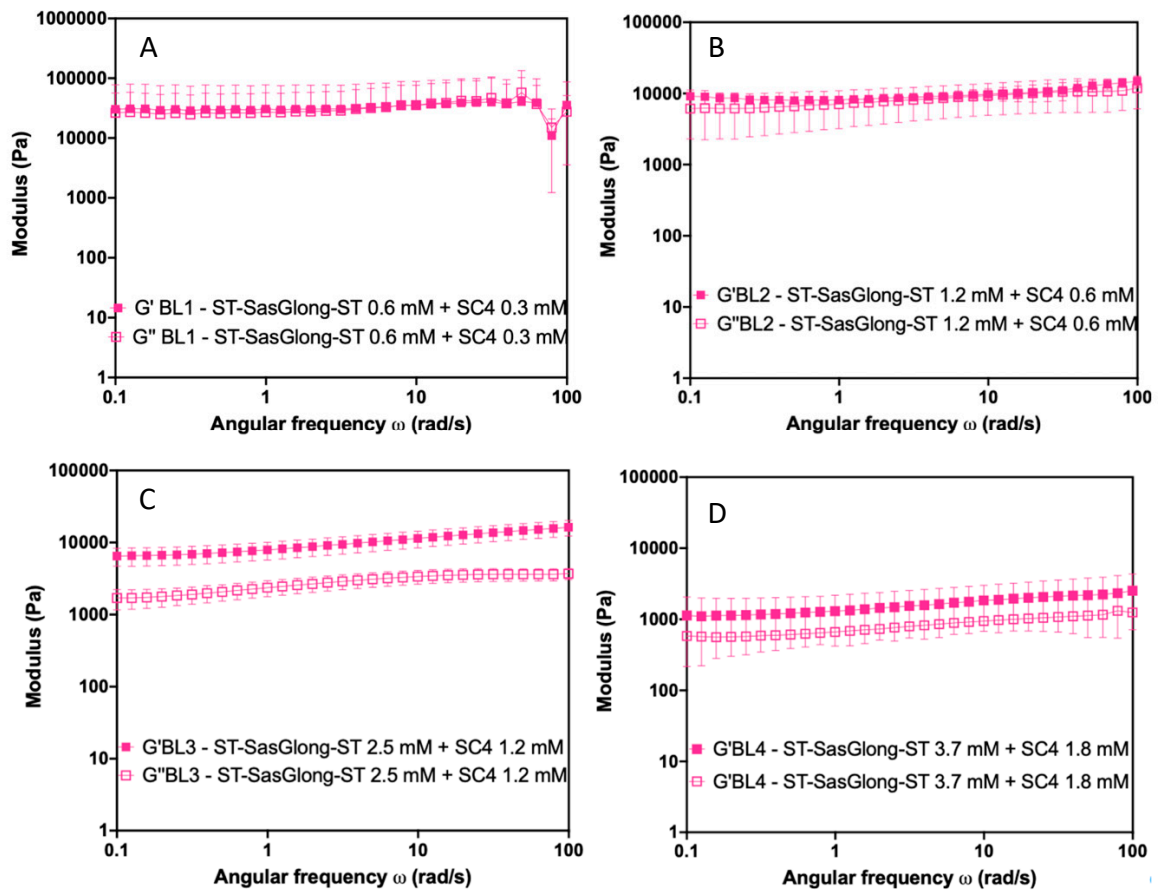 A
Modulus (Pa)
1000000
100000
10000
1000
100
10
1
G' BL1 - ST-SasGlong-ST 0.6 mM + SC4 0.3 mM
G" BL1 - ST-SasGlong-ST 0.6 mM + SC4 0.3 mM
0.1 1 10 100
Angular frequency ω (rad/s)
B
Modulus (Pa)
100000
10000
1000
100
10
1
G'BL2 - ST-SasGlong-ST 1.2 mM + SC4 0.6 mM
G"BL2 - ST-SasGlong-ST 1.2 mM + SC4 0.6 mM
0.1 1 10 100
Angular frequency ω (rad/s)
C
Modulus (Pa)
100000
10000
1000
100
10
1
G'BL3 - ST-SasGlong-ST 2.5 mM + SC4 1.2 mM
G"BL3 - ST-SasGlong-ST 2.5 mM + SC4 1.2 mM
0.1 1 10 100
Angular frequency ω (rad/s)
D
Modulus (Pa)
100000
10000
1000
100
10
1
G'BL4 - ST-SasGlong-ST 3.7 mM + SC4 1.8 mM
G'BL4 - ST-SasGlong-ST 3.7 mM + SC4 1.8 mM
0.1 1 10 100
Angular frequency ω (rad/s)